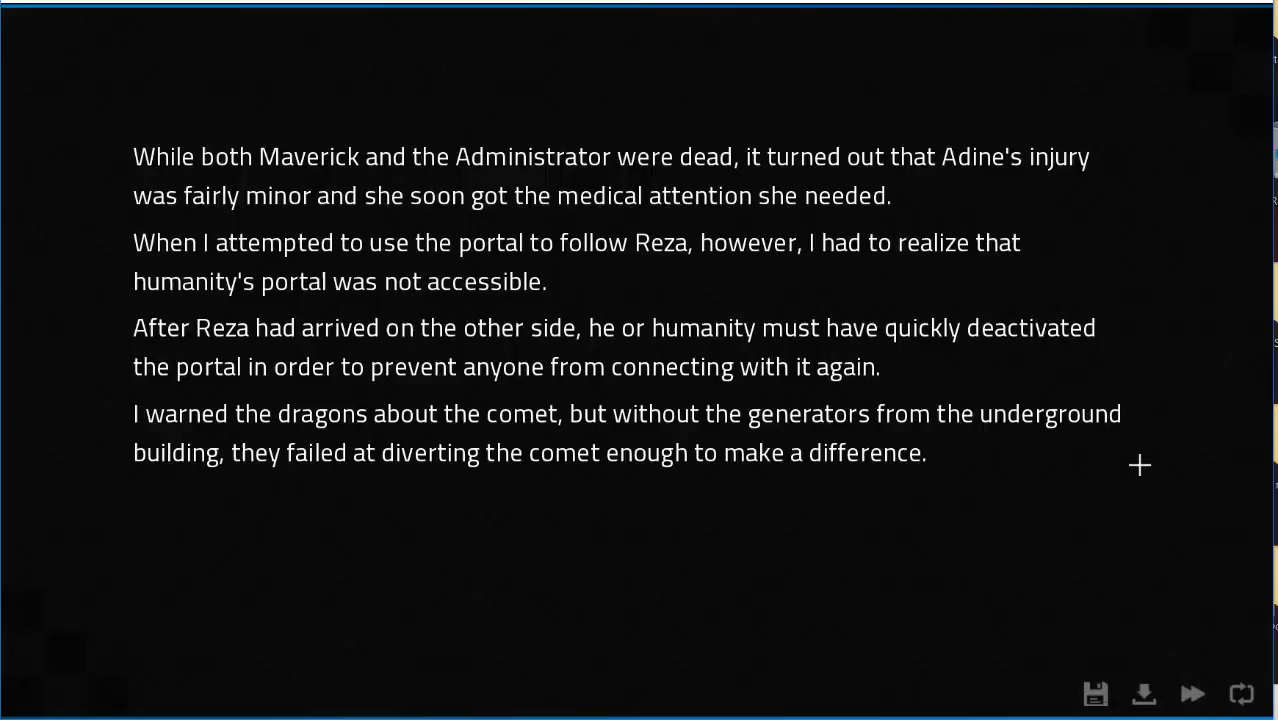 While both Maverick and the Administrator were dead, it turned out that Adine's injury
was fairly minor and she soon got the medical attention she needed.
When I attempted to use the portal to follow Reza, however, I had to realize that
humanity's portal was not accessible.
After Reza had arrived on the other side, he or humanity must have quickly deactivated
the portal in order to prevent anyone from connecting with it again.
I warned the dragons about the comet, but without the generators from the underground
building, they failed at diverting the comet enough to make a difference.